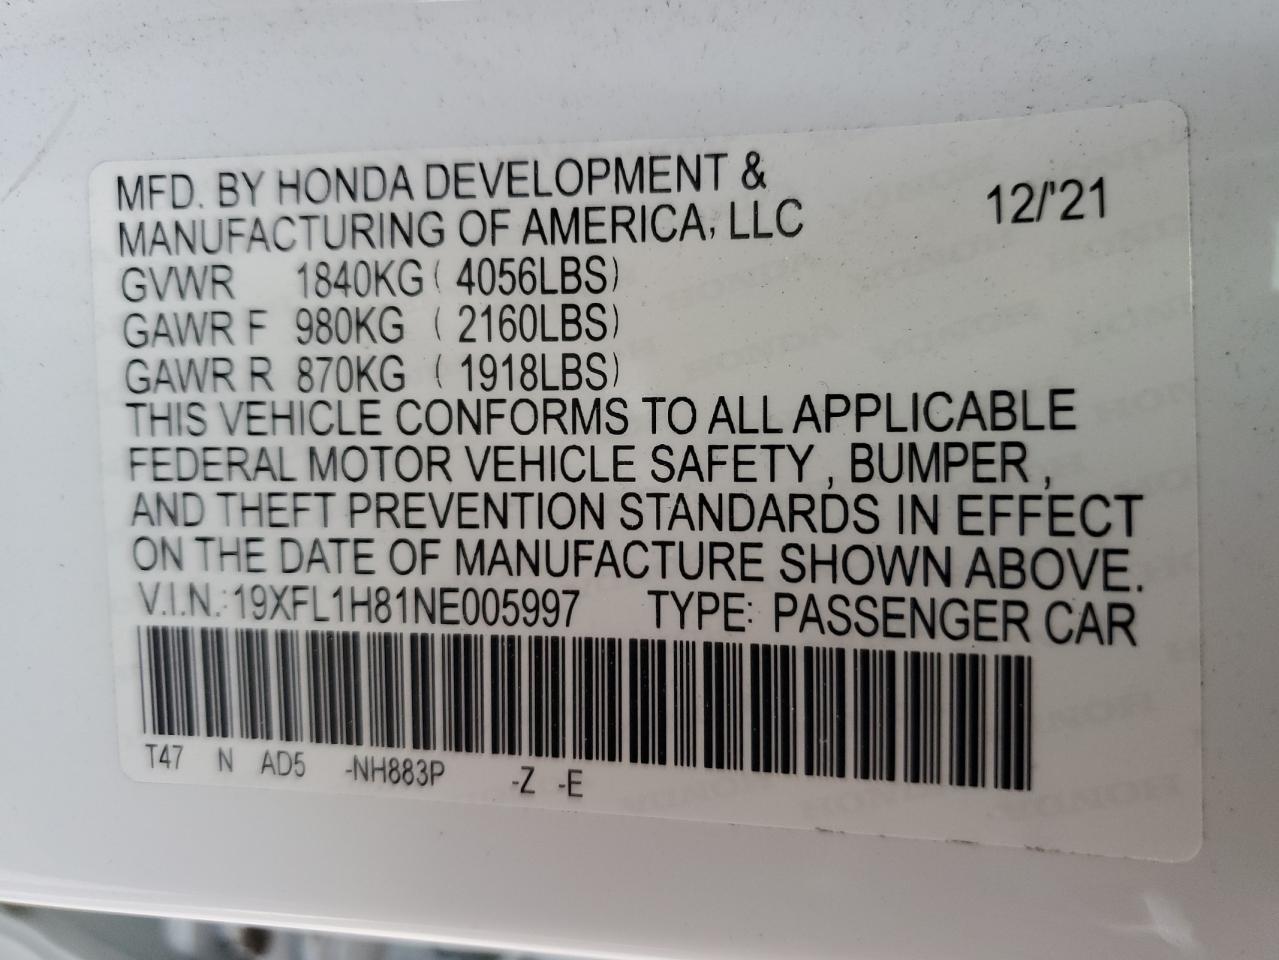 MFD. BY HONDA DEVELOPMENT &
MANUFACTURING OF AMERICA, LLC
12/'21
GVWR 1840KG ( 4056LBS)
GAWR F 980KG ( 2160LBS)
GAWR R 870KG ( 1918LBS)
THIS VEHICLE CONFORMS TO ALL APPLICABLE
FEDERAL MOTOR VEHICLE SAFETY , BUMPER ,
AND THEFT PREVENTION STANDARDS IN EFFECT
ON THE DATE OF MANUFACTURE SHOWN ABOVE.
V.I.N.: 19XFL1H81NE005997 TYPE: PASSENGER CAR
T47 N AD5 -NH883P -Z -E